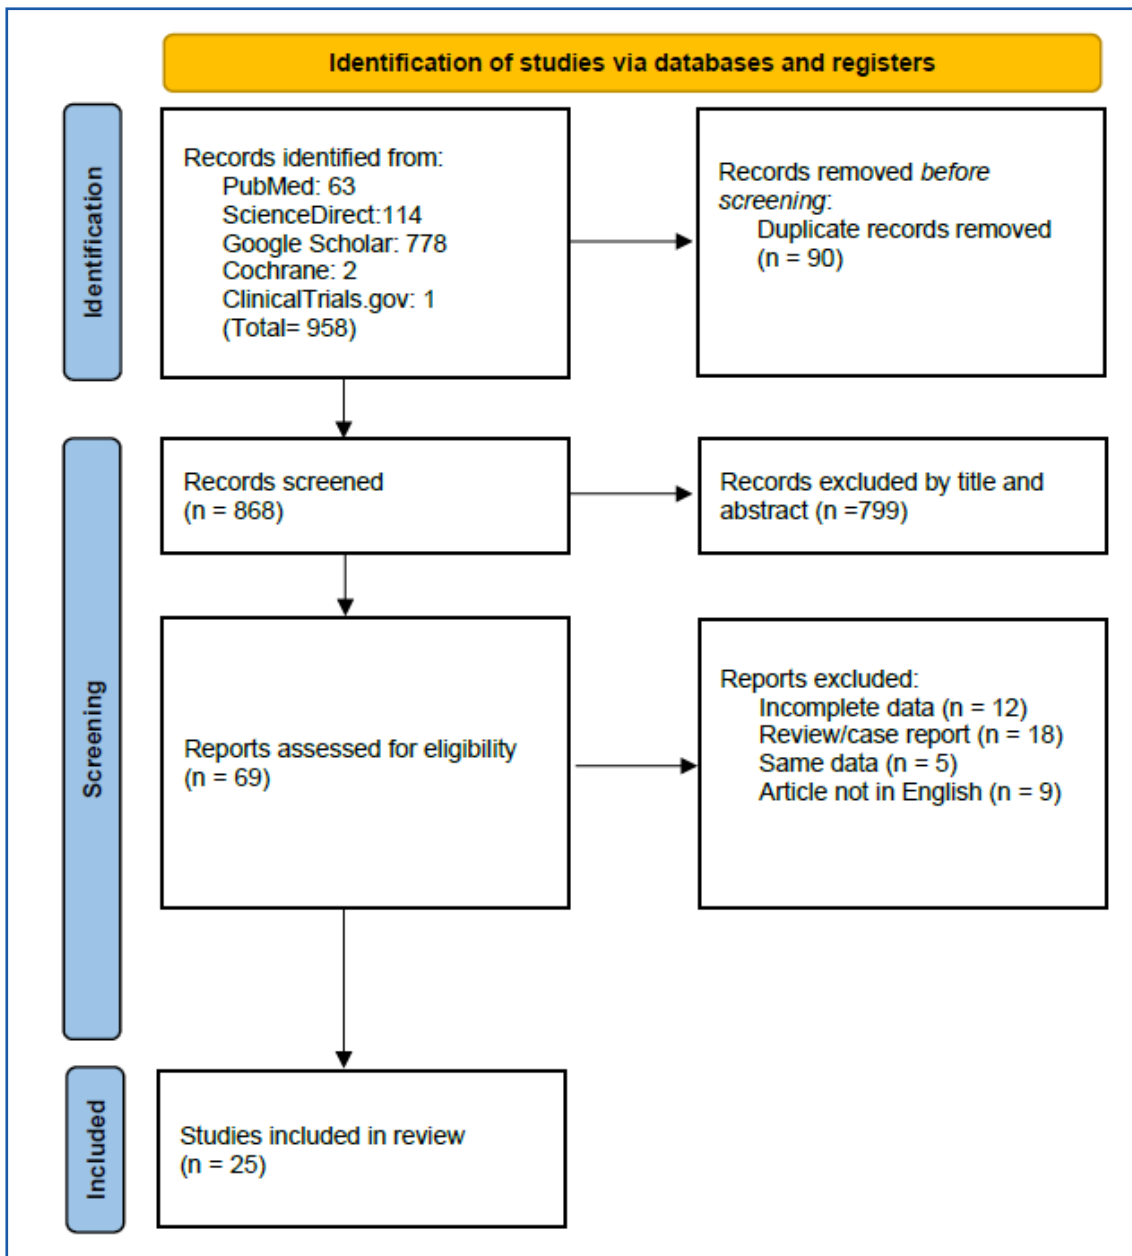 Identification of studies via databases and registers
Identification
Records identified from:
PubMed: 63
ScienceDirect:114
Google Scholar: 778
Cochrane: 2
ClinicalTrials.gov: 1
(Total= 958)
Records removed before
screening:
Duplicate records removed
(n = 90)
Screening
Records screened
(n = 868)
Records excluded by title and
abstract (n =799)
Reports assessed for eligibility
(n = 69)
Reports excluded:
Incomplete data (n = 12)
Review/case report (n = 18)
Same data (n = 5)
Article not in English (n = 9)
Included
Studies included in review
(n = 25)